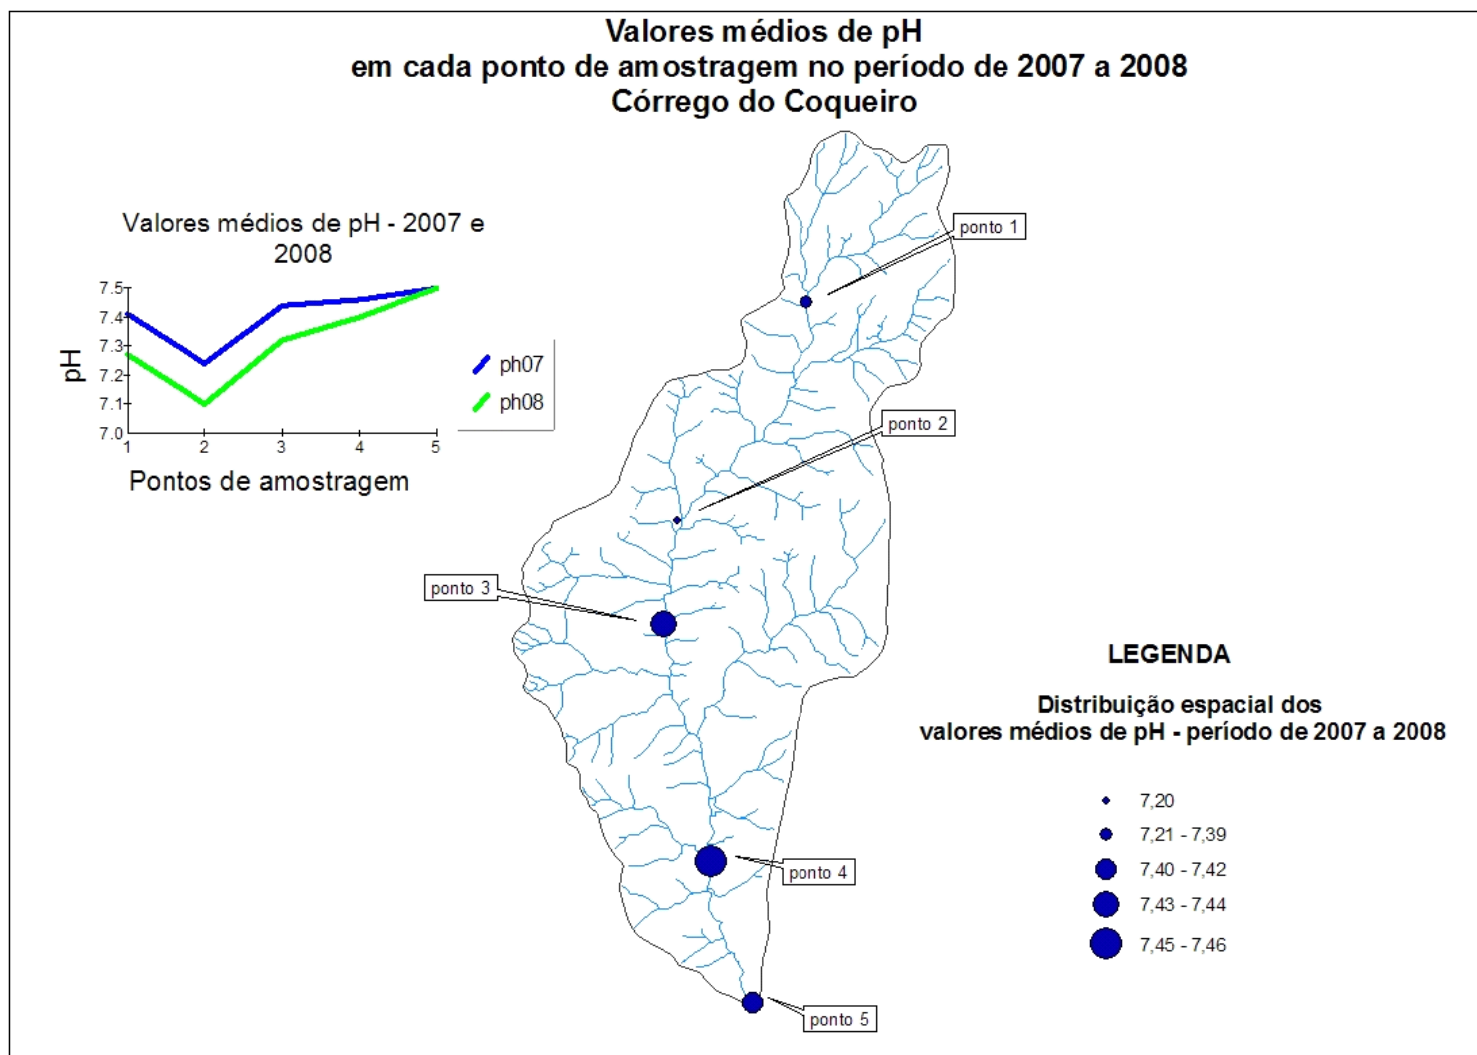 Valores médios de pH
em cada ponto de amostragem no período de 2007 a 2008
Córrego do Coqueiro
Valores médios de pH - 2007 e
2008
7.5
7.4
7.3
7.2
7.1
7.0
pH
1 2 3 4 5
Pontos de amostragem
ph07
ph08
ponto 1
ponto 2
ponto 3
ponto 4
ponto 5
LEGENDA
Distribuição espacial dos
valores médios de pH - período de 2007 a 2008
7,20
7,21 - 7,39
7,40 - 7,42
7,43 - 7,44
7,45 - 7,46